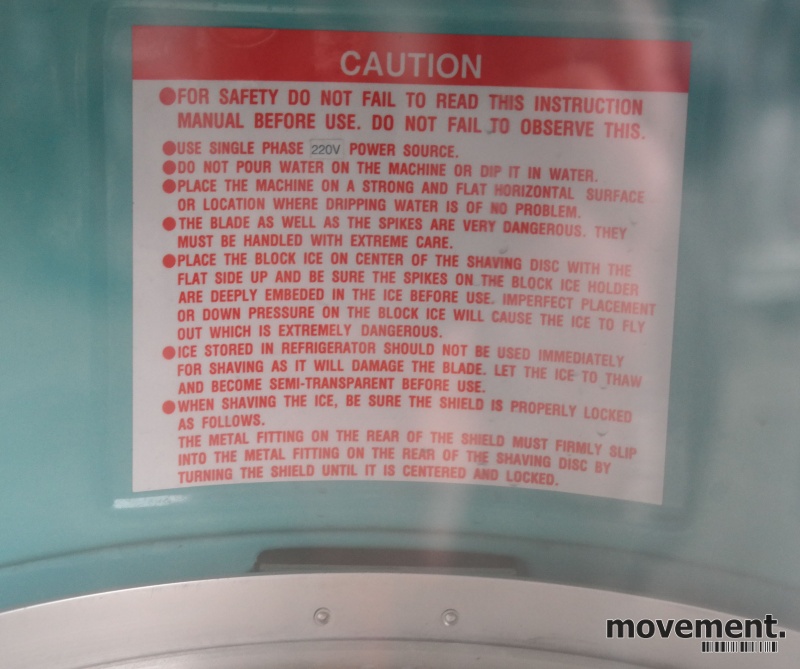 CAUTION
●FOR SAFETY DO NOT FAIL TO READ THIS INSTRUCTION
MANUAL BEFORE USE. DO NOT FAIL TO OBSERVE THIS.
●USE SINGLE PHASE 220V POWER SOURCE.
●DO NOT POUR WATER ON THE MACHINE OR DIP IT IN WATER.
●PLACE THE MACHINE ON A STRONG AND FLAT HORIZONTAL SURFACE
OR LOCATION WHERE DRIPPING WATER IS OF NO PROBLEM.
●THE BLADE AS WELL AS THE SPIKES ARE VERY DANGEROUS. THEY
MUST BE HANDLED WITH EXTREME CARE.
●PLACE THE BLOCK ICE ON CENTER OF THE SHAVING DISC WITH THE
FLAT SIDE UP AND BE SURE THE SPIKES ON THE BLOCK ICE HOLDER
ARE DEEPLY EMBEDED IN THE ICE BEFORE USE. IMPERFECT PLACEMENT
OR DOWN PRESSURE ON THE BLOCK ICE WILL CAUSE THE ICE TO FLY
OUT WHICH IS EXTREMELY DANGEROUS.
●ICE STORED IN REFRIGERATOR SHOULD NOT BE USED IMMEDIATELY
FOR SHAVING AS IT WILL DAMAGE THE BLADE. LET THE ICE TO THAW
AND BECOME SEMI-TRANSPARENT BEFORE USE.
●WHEN SHAVING THE ICE, BE SURE THE SHIELD IS PROPERLY LOCKED
AS FOLLOWS.
THE METAL FITTING ON THE REAR OF THE SHIELD MUST FIRMLY SLIP
INTO THE METAL FITTING ON THE REAR OF THE SHAVING DISC BY
TURNING THE SHIELD UNTIL IT IS CENTERED AND LOCKED.
movement.